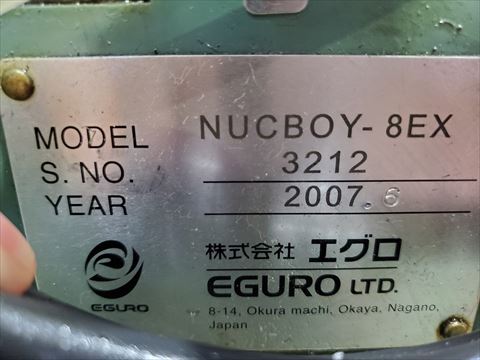 MODEL NUCBOY- 8EX
S. NO. 3212
YEAR 2007.6
株式会社 エグロ
EGURO LTD.
EGURO
8-14, Okura machi, Okaya, Nagano,
Japan